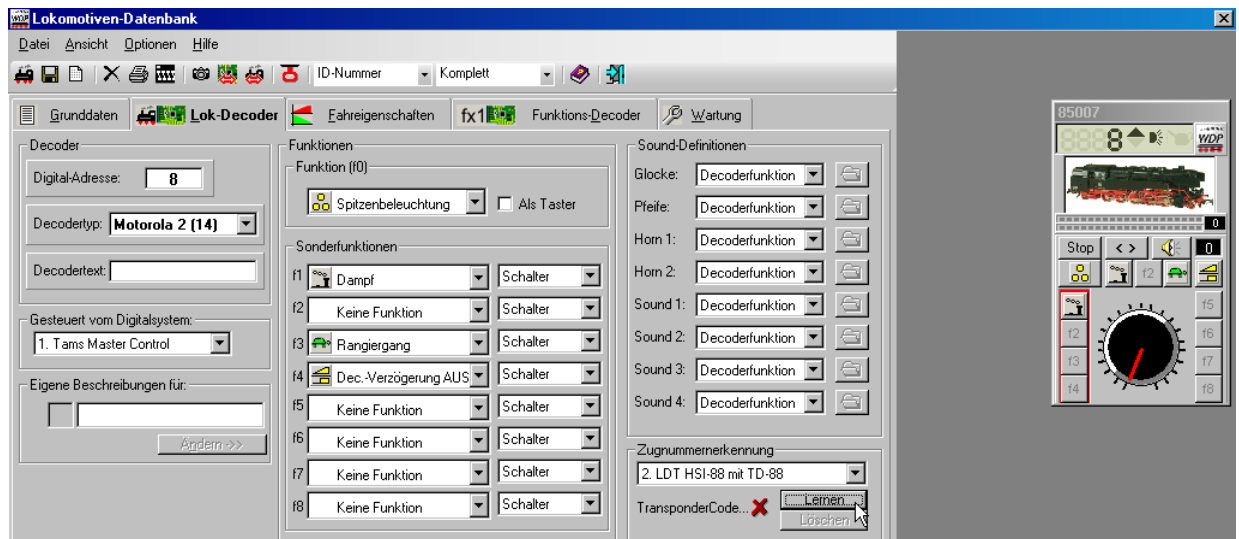 WDP Lokomotiven-Datenbank
Datei Ansicht Optionen Hilfe
ID-Nummer Komplett
Grunddaten Lok-Decoder Fahreigenschaften fx1 Funktions-Decoder Wartung
Decoder
Digital-Adresse: 8
Decodertyp: Motorola 2 (14)
Decodertext:
Gesteuert vom Digitalsystem:
1. Tams Master Control
Eigene Beschreibungen für:
Ändern ->>
Funktionen
Funktion (f0)
Spitzenbeleuchtung Als Taster
Sonderfunktionen
f1 Dampf Schalter
f2 Keine Funktion Schalter
f3 Rangiergang Schalter
f4 Dec.-Verzögerung AUS Schalter
f5 Keine Funktion Schalter
f6 Keine Funktion Schalter
f7 Keine Funktion Schalter
f8 Keine Funktion Schalter
Sound-Definitionen
Glocke: Decoderfunktion
Pfeife: Decoderfunktion
Horn 1: Decoderfunktion
Horn 2: Decoderfunktion
Sound 1: Decoderfunktion
Sound 2: Decoderfunktion
Sound 3: Decoderfunktion
Sound 4: Decoderfunktion
Zugnummernerkennung
2. LDT HSI-88 mit TD-88
TransponderCode... Lernen
Löschen
85007
8 WDP
0
Stop < > 0
f2
f5
f2 f6
f3 f7
f4 f8